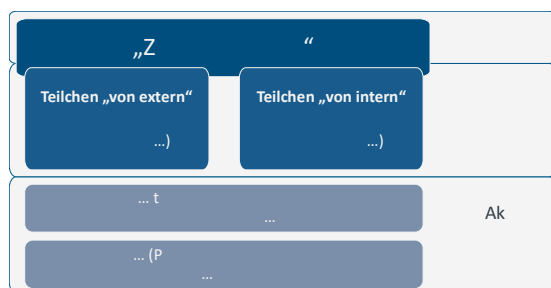 „Z “
Teilchen „von extern“
…)
Teilchen „von intern“
…)
… t
…
Ak
… (P
…